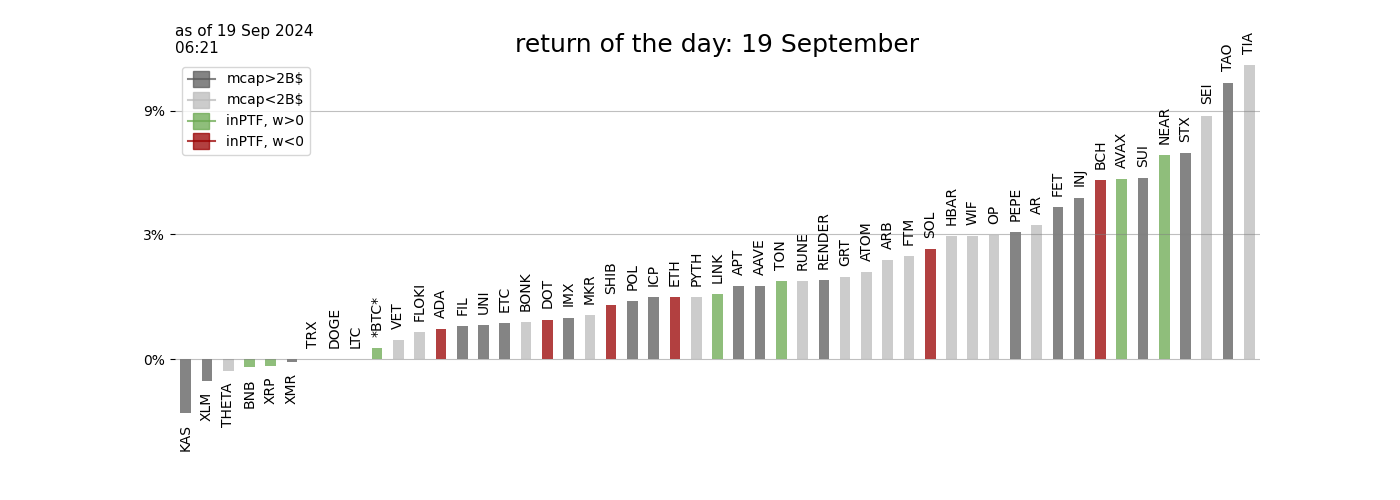 as of 19 Sep 2024
06:21
return of the day: 19 September
mcap>2B$
mcap<2B$
inPTF, w>0
inPTF, w<0
9%
3%
0%
KAS
XLM
THETA
BNB
XRP
XMR
TRX
DOGE
LTC
*BTC*
VET
FLOKI
ADA
FIL
UNI
ETC
BONK
DOT
IMX
MKR
SHIB
POL
ICP
ETH
PYTH
LINK
APT
AAVE
TON
RUNE
RENDER
GRT
ATOM
ARB
FTM
SOL
HBAR
WIF
OP
PEPE
AR
FET
INJ
BCH
AVAX
SUI
NEAR
STX
SEI
TAO
TIA